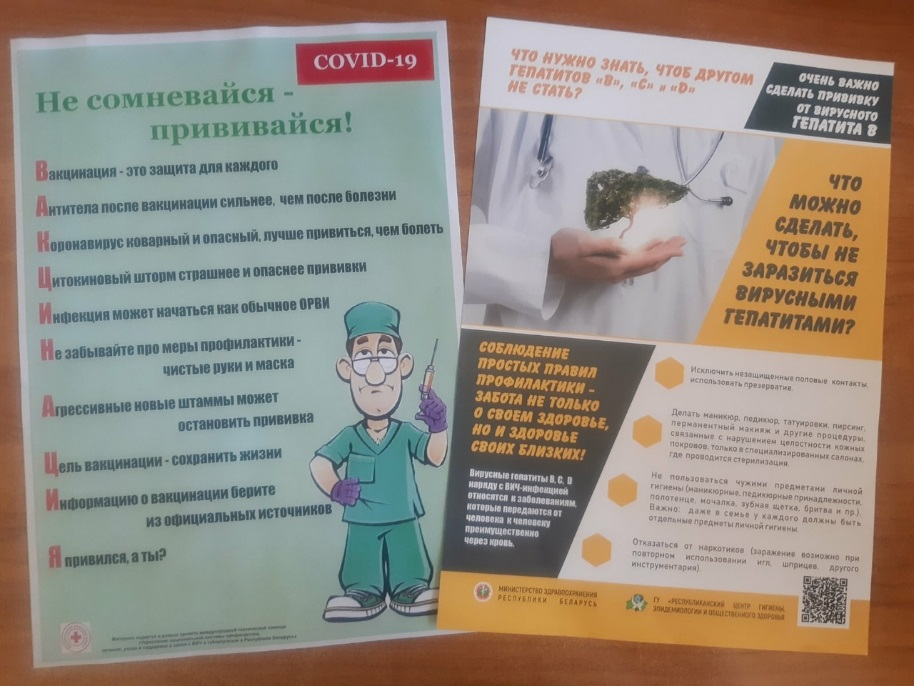 COVID-19
Не сомневайся -
прививайся!
Вакцинация - это защита для каждого
Антитела после вакцинации сильнее, чем после болезни
Коронавирус коварный и опасный, лучше привиться, чем болеть
Цитокиновый шторм страшнее и опаснее прививки
Инфекция может начаться как обычное ОРВИ
Не забывайте про меры профилактики -
чистые руки и маска
Агрессивные новые штаммы может
остановить прививка
Цель вакцинации - сохранить жизни
Информацию о вакцинации берите
из официальных источников
Я привился, а ты?
ЧТО НУЖНО ЗНАТЬ, ЧТОБ ДРУГОМ
ГЕПАТИТОВ «В», «С» И «D»
НЕ СТАТЬ?
ОЧЕНЬ ВАЖНО
СДЕЛАТЬ ПРИВИВКУ
ОТ ВИРУСНОГО
ГЕПАТИТА В
ЧТО
МОЖНО
СДЕЛАТЬ,
ЧТОБЫ НЕ
ЗАРАЗИТЬСЯ
ВИРУСНЫМИ
ГЕПАТИТАМИ?
СОБЛЮДЕНИЕ
ПРОСТЫХ ПРАВИЛ
ПРОФИЛАКТИКИ -
ЗАБОТА НЕ ТОЛЬКО
О СВОЕМ ЗДОРОВЬЕ,
НО И ЗДОРОВЬЕ
СВОИХ БЛИЗКИХ!
Вирусные гепатиты В, С, D
наряду с ВИЧ-инфекцией
относятся к заболеваниям,
которые передаются от
человека к человеку
преимущественно
через кровь.
Исключить незащищенные половые контакты,
использовать презерватив.
Делать маникюр, педикюр, татуировки, пирсинг,
перманентный макияж и другие процедуры,
связанные с нарушением целостности кожных
покровов, только в специализированных салонах,
где проводится стерилизация.
Не пользоваться чужими предметами личной
гигиены (маникюрные, педикюрные принадлежности,
полотенце, мочалка, зубная щетка, бритва и пр.).
Важно: даже в семье у каждого должны быть
отдельные предметы личной гигиены.
Отказаться от наркотиков (заражение возможно при
повторном использовании игл, шприцев, другого
инструментария).
МИНИСТЕРСТВО ЗДРАВООХРАНЕНИЯ
РЕСПУБЛИКИ БЕЛАРУСЬ
ГУ «РЕСПУБЛИКАНСКИЙ ЦЕНТР ГИГИЕНЫ,
ЭПИДЕМИОЛОГИИ И ОБЩЕСТВЕННОГО ЗДОРОВЬЯ